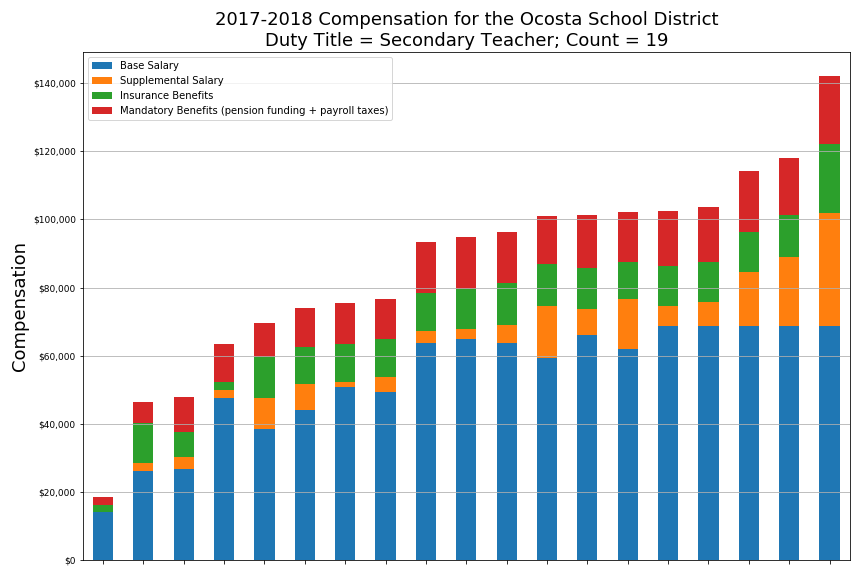 2017-2018 Compensation for the Ocosta School District
Duty Title = Secondary Teacher; Count = 19
Base Salary
Supplemental Salary
Insurance Benefits
Mandatory Benefits (pension funding + payroll taxes)
Compensation
$140,000
$120,000
$100,000
$80,000
$60,000
$40,000
$20,000
$0